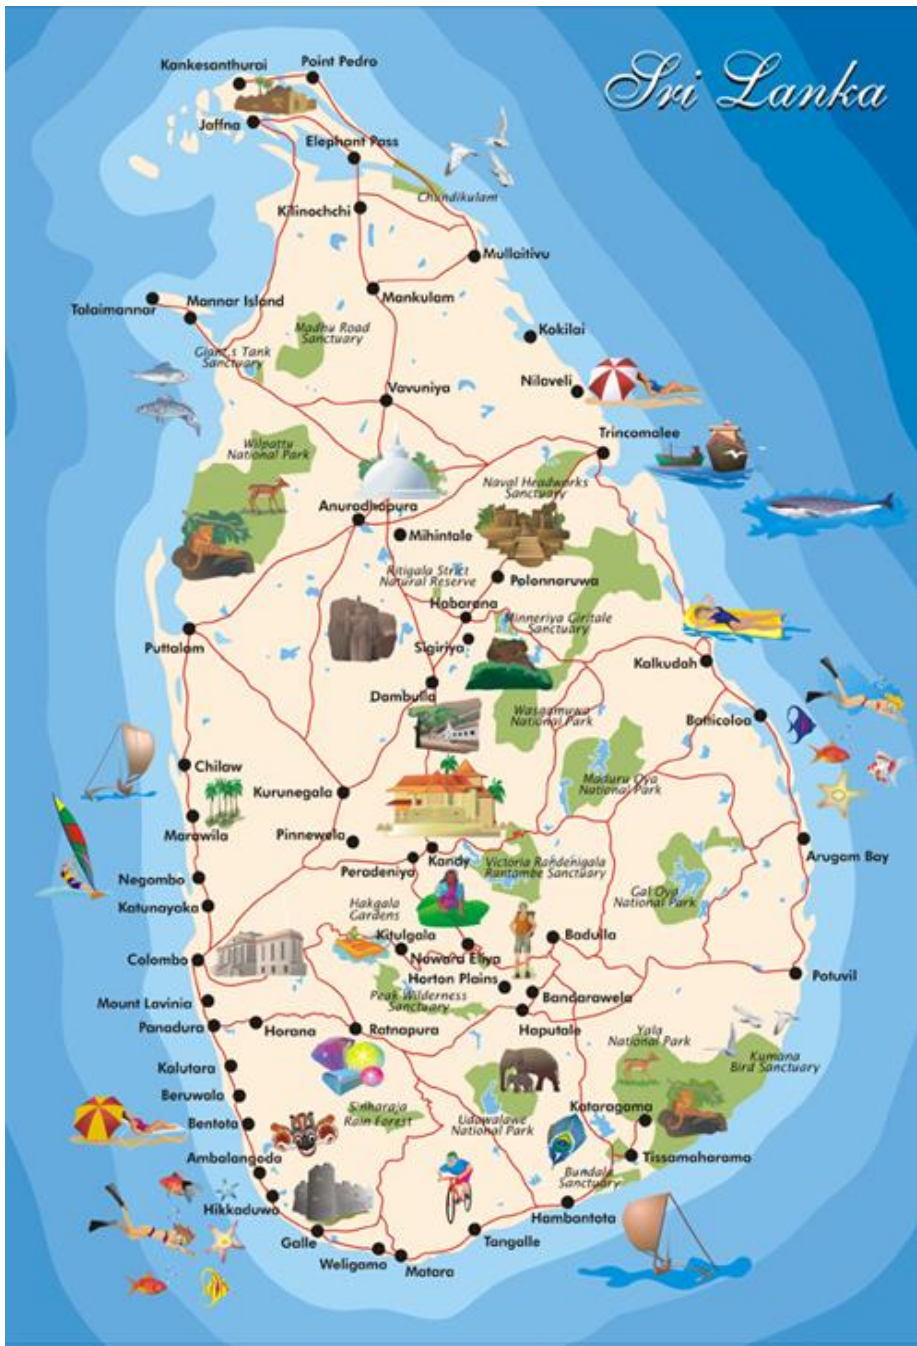 Sri Lanka
Kankesanthurai
Point Pedro
Jaffna
Elephant Pass
Chundikulam
Kilinochchi
Mullaitivu
Talaimannar
Mannar Island
Mankulam
Madhu Road
Sanctuary
Kokilai
Giant,s Tank
Sanctuary
Nilaveli
Vavuniya
Trincomalee
Wilpattu
National Park
Naval Headworks
Sanctuary
Anuradhapura
Mihintale
Ritigala Strict
Natural Reserve
Polonnaruwa
Habarana
Minneriya Giritale
Sanctuary
Puttalam
Sigiriya
Kalkudah
Dambulla
Wasgamuwa
National Park
Batticoloa
Chilaw
Maduru Oya
National Park
Kurunegala
Marawila
Pinnewela
Arugam Bay
Kandy
Peradeniya
Victoria Randenigala
Rantambe Sanctuary
Negombo
Gal Oya
National Park
Katunayaka
Hakgala
Gardens
Kitulgala
Badulla
Colombo
Nuwara Eliya
Potuvil
Horton Plains
Mount Lavinia
Peak Wilderness
Sanctuary
Bandarawela
Panadura
Horana
Ratnapura
Haputale
Yala
National Park
Kumana
Bird Sanctuary
Kalutara
Beruwala
Sinharaja
Rain Forest
Kataragama
Bentota
Udawalawe
National Park
Ambalangoda
Tissamaharama
Bundala
Sanctuary
Hikkaduwa
Hambantota
Galle
Tangalle
Weligama
Matara